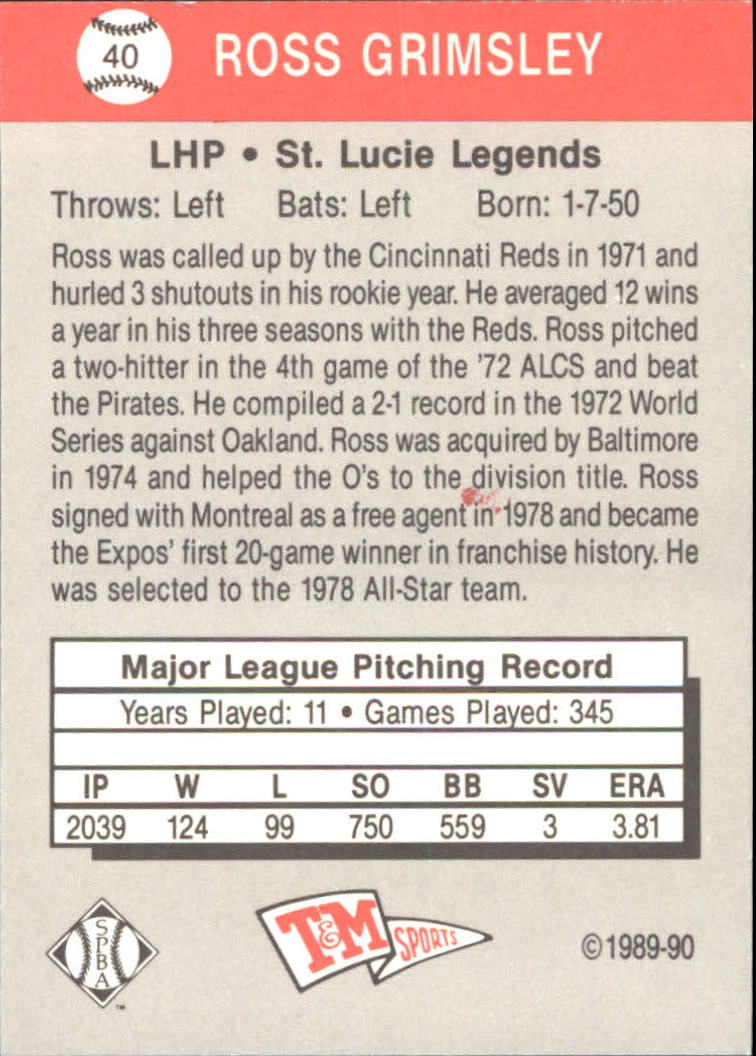 40
ROSS GRIMSLEY
LHP • St. Lucie Legends
Throws: Left Bats: Left Born: 1-7-50
Ross was called up by the Cincinnati Reds in 1971 and
hurled 3 shutouts in his rookie year. He averaged 12 wins
a year in his three seasons with the Reds. Ross pitched
a two-hitter in the 4th game of the '72 ALCS and beat
the Pirates. He compiled a 2-1 record in the 1972 World
Series against Oakland. Ross was acquired by Baltimore
in 1974 and helped the O's to the division title. Ross
signed with Montreal as a free agent in 1978 and became
the Expos' first 20-game winner in franchise history. He
was selected to the 1978 All-Star team.
Major League Pitching Record
Years Played: 11 • Games Played: 345
IP W L SO BB SV ERA
2039 124 99 750 559 3 3.81
SPBA
™
T&M
SPORTS
©1989-90